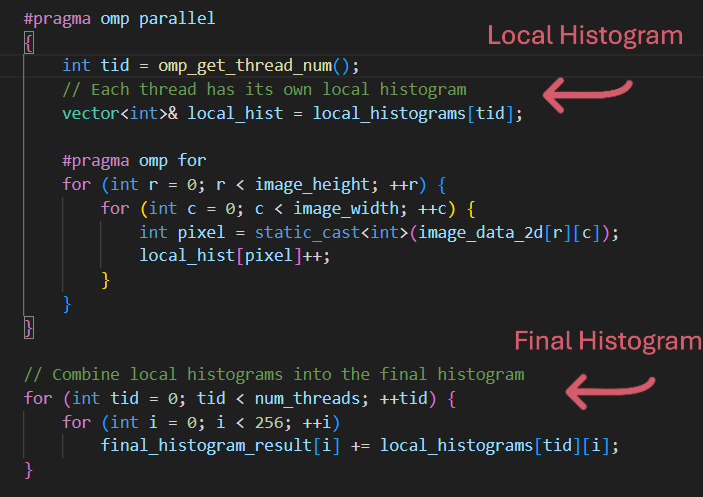 #pragma omp parallel
{
Local Histogram
    int tid = omp_get_thread_num();
    // Each thread has its own local histogram
    vector<int>& local_hist = local_histograms[tid];
    #pragma omp for
    for (int r = 0; r < image_height; ++r) {
        for (int c = 0; c < image_width; ++c) {
            int pixel = static_cast<int>(image_data_2d[r][c]);
            local_hist[pixel]++;
        }
    }
}
Final Histogram
// Combine local histograms into the final histogram
for (int tid = 0; tid < num_threads; ++tid) {
    for (int i = 0; i < 256; ++i)
        final_histogram_result[i] += local_histograms[tid][i];
}